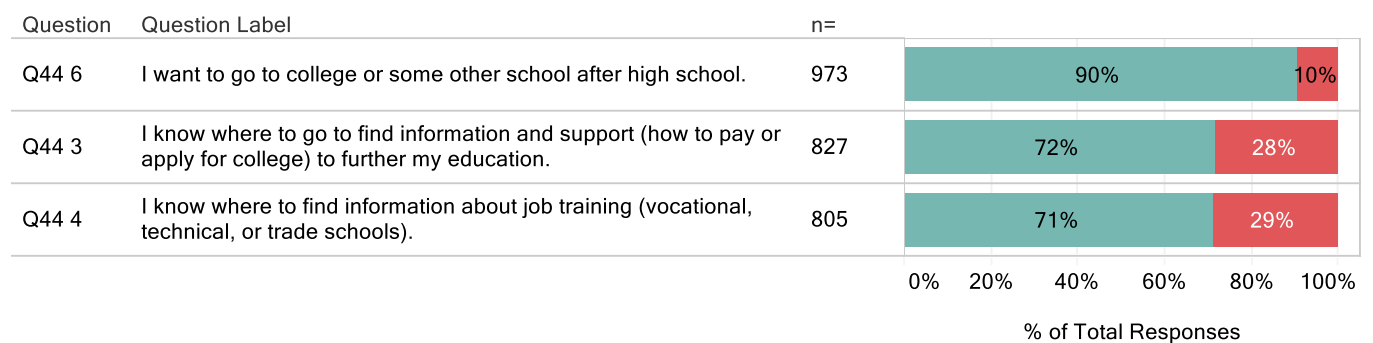 Question Question Label n=
Q44 6 I want to go to college or some other school after high school. 973 90% 10%
Q44 3 I know where to go to find information and support (how to pay or
apply for college) to further my education. 827 72% 28%
Q44 4 I know where to find information about job training (vocational,
technical, or trade schools). 805 71% 29%
0% 20% 40% 60% 80% 100%
% of Total Responses